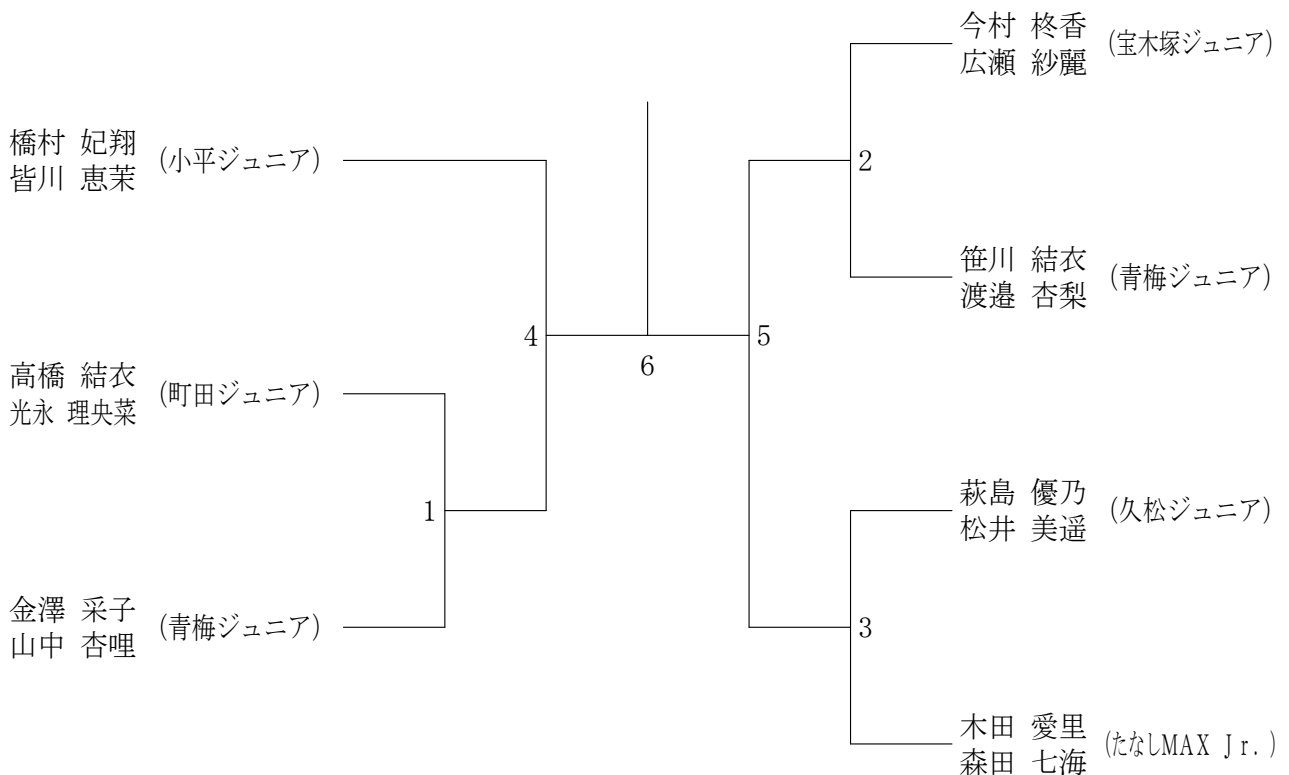 橋村 妃翔
皆川 恵茉
(小平ジュニア)
高橋 結衣
光永 理央菜
(町田ジュニア)
金澤 采子
山中 杏哩
(青梅ジュニア)
1
4
6
5
2
3
今村 柊香
広瀬 紗麗
(宝木塚ジュニア)
笹川 結衣
渡邉 杏梨
(青梅ジュニア)
萩島 優乃
松井 美遥
(久松ジュニア)
木田 愛里
森田 七海
(たなしMAX Jr.)